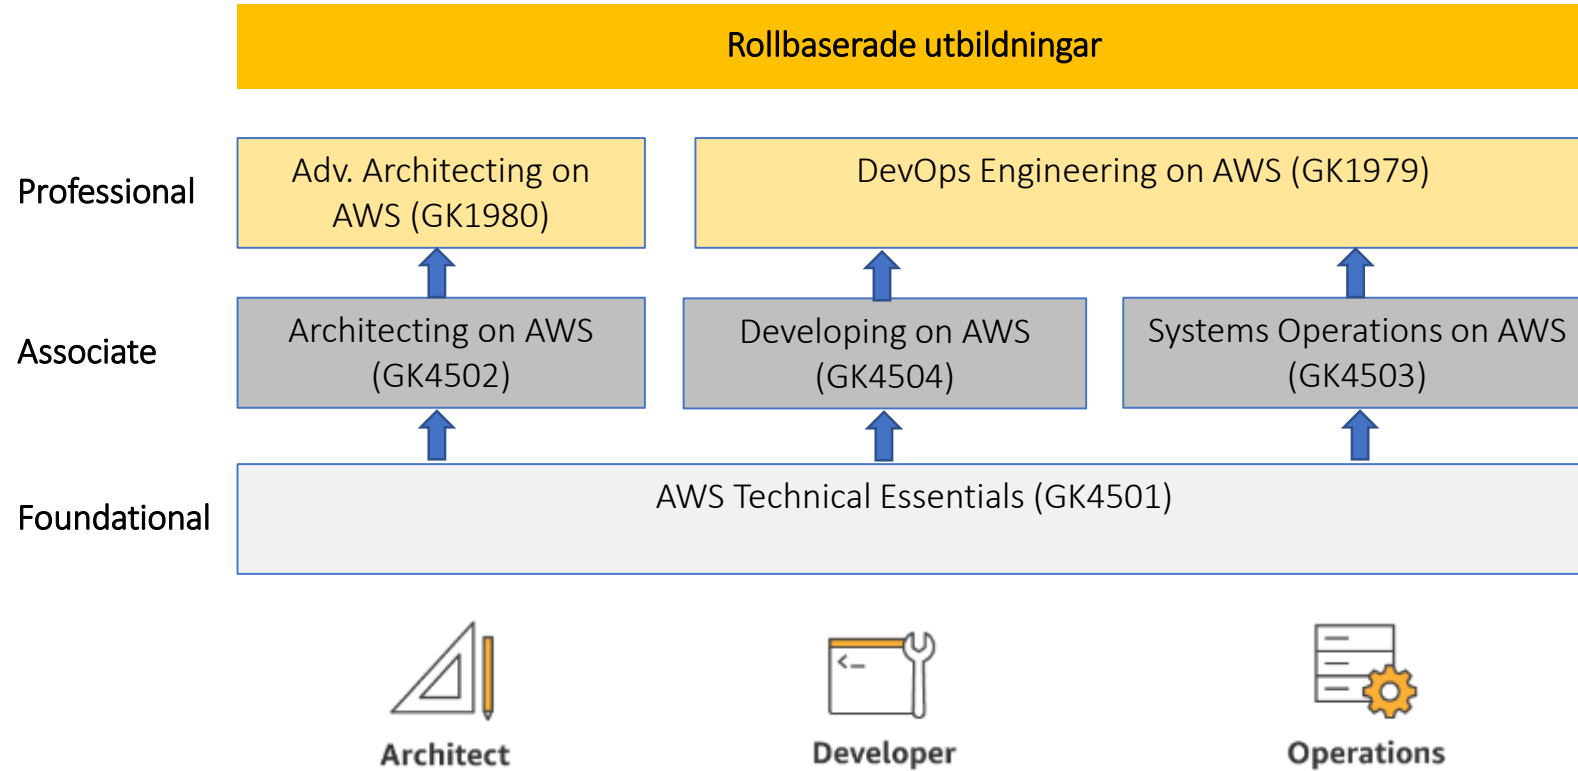 Rollbaserade utbildningar
Professional
Adv. Architecting on
AWS (GK1980)
DevOps Engineering on AWS (GK1979)
Associate
Architecting on AWS
(GK4502)
Developing on AWS
(GK4504)
Systems Operations on AWS
(GK4503)
Foundational
AWS Technical Essentials (GK4501)
Architect
Developer
Operations